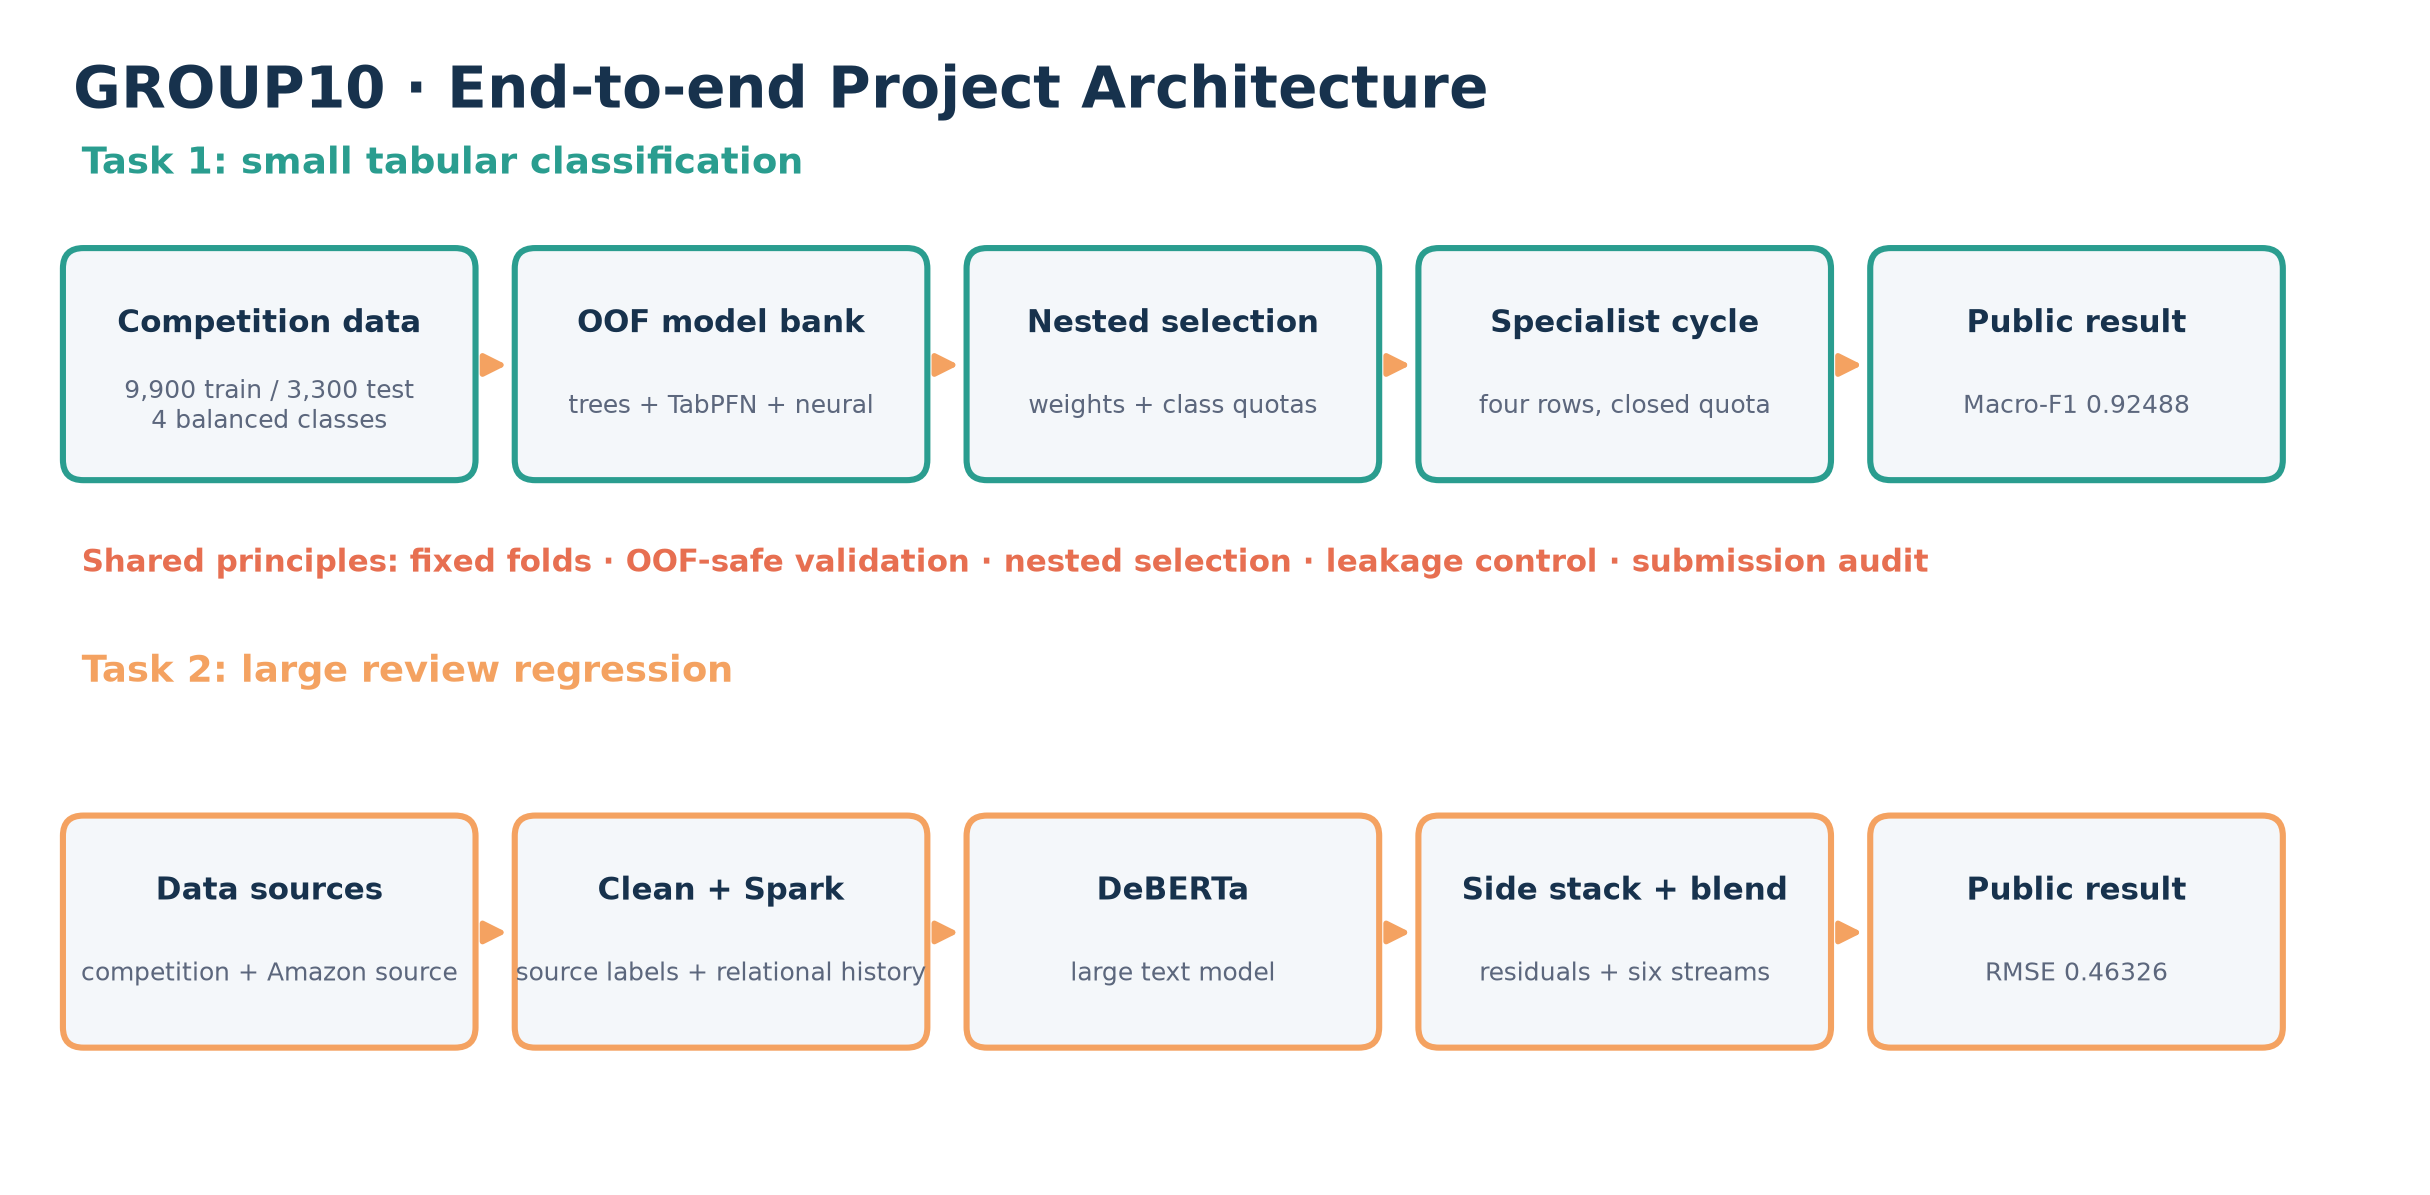 GROUP10 · End-to-end Project Architecture
Task 1: small tabular classification
Competition data
9,900 train / 3,300 test
4 balanced classes
OOF model bank
trees + TabPFN + neural
Nested selection
weights + class quotas
Specialist cycle
four rows, closed quota
Public result
Macro-F1 0.92488
Shared principles: fixed folds · OOF-safe validation · nested selection · leakage control · submission audit
Task 2: large review regression
Data sources
competition + Amazon source
Clean + Spark
source labels + relational history
DeBERTa
large text model
Side stack + blend
residuals + six streams
Public result
RMSE 0.46326